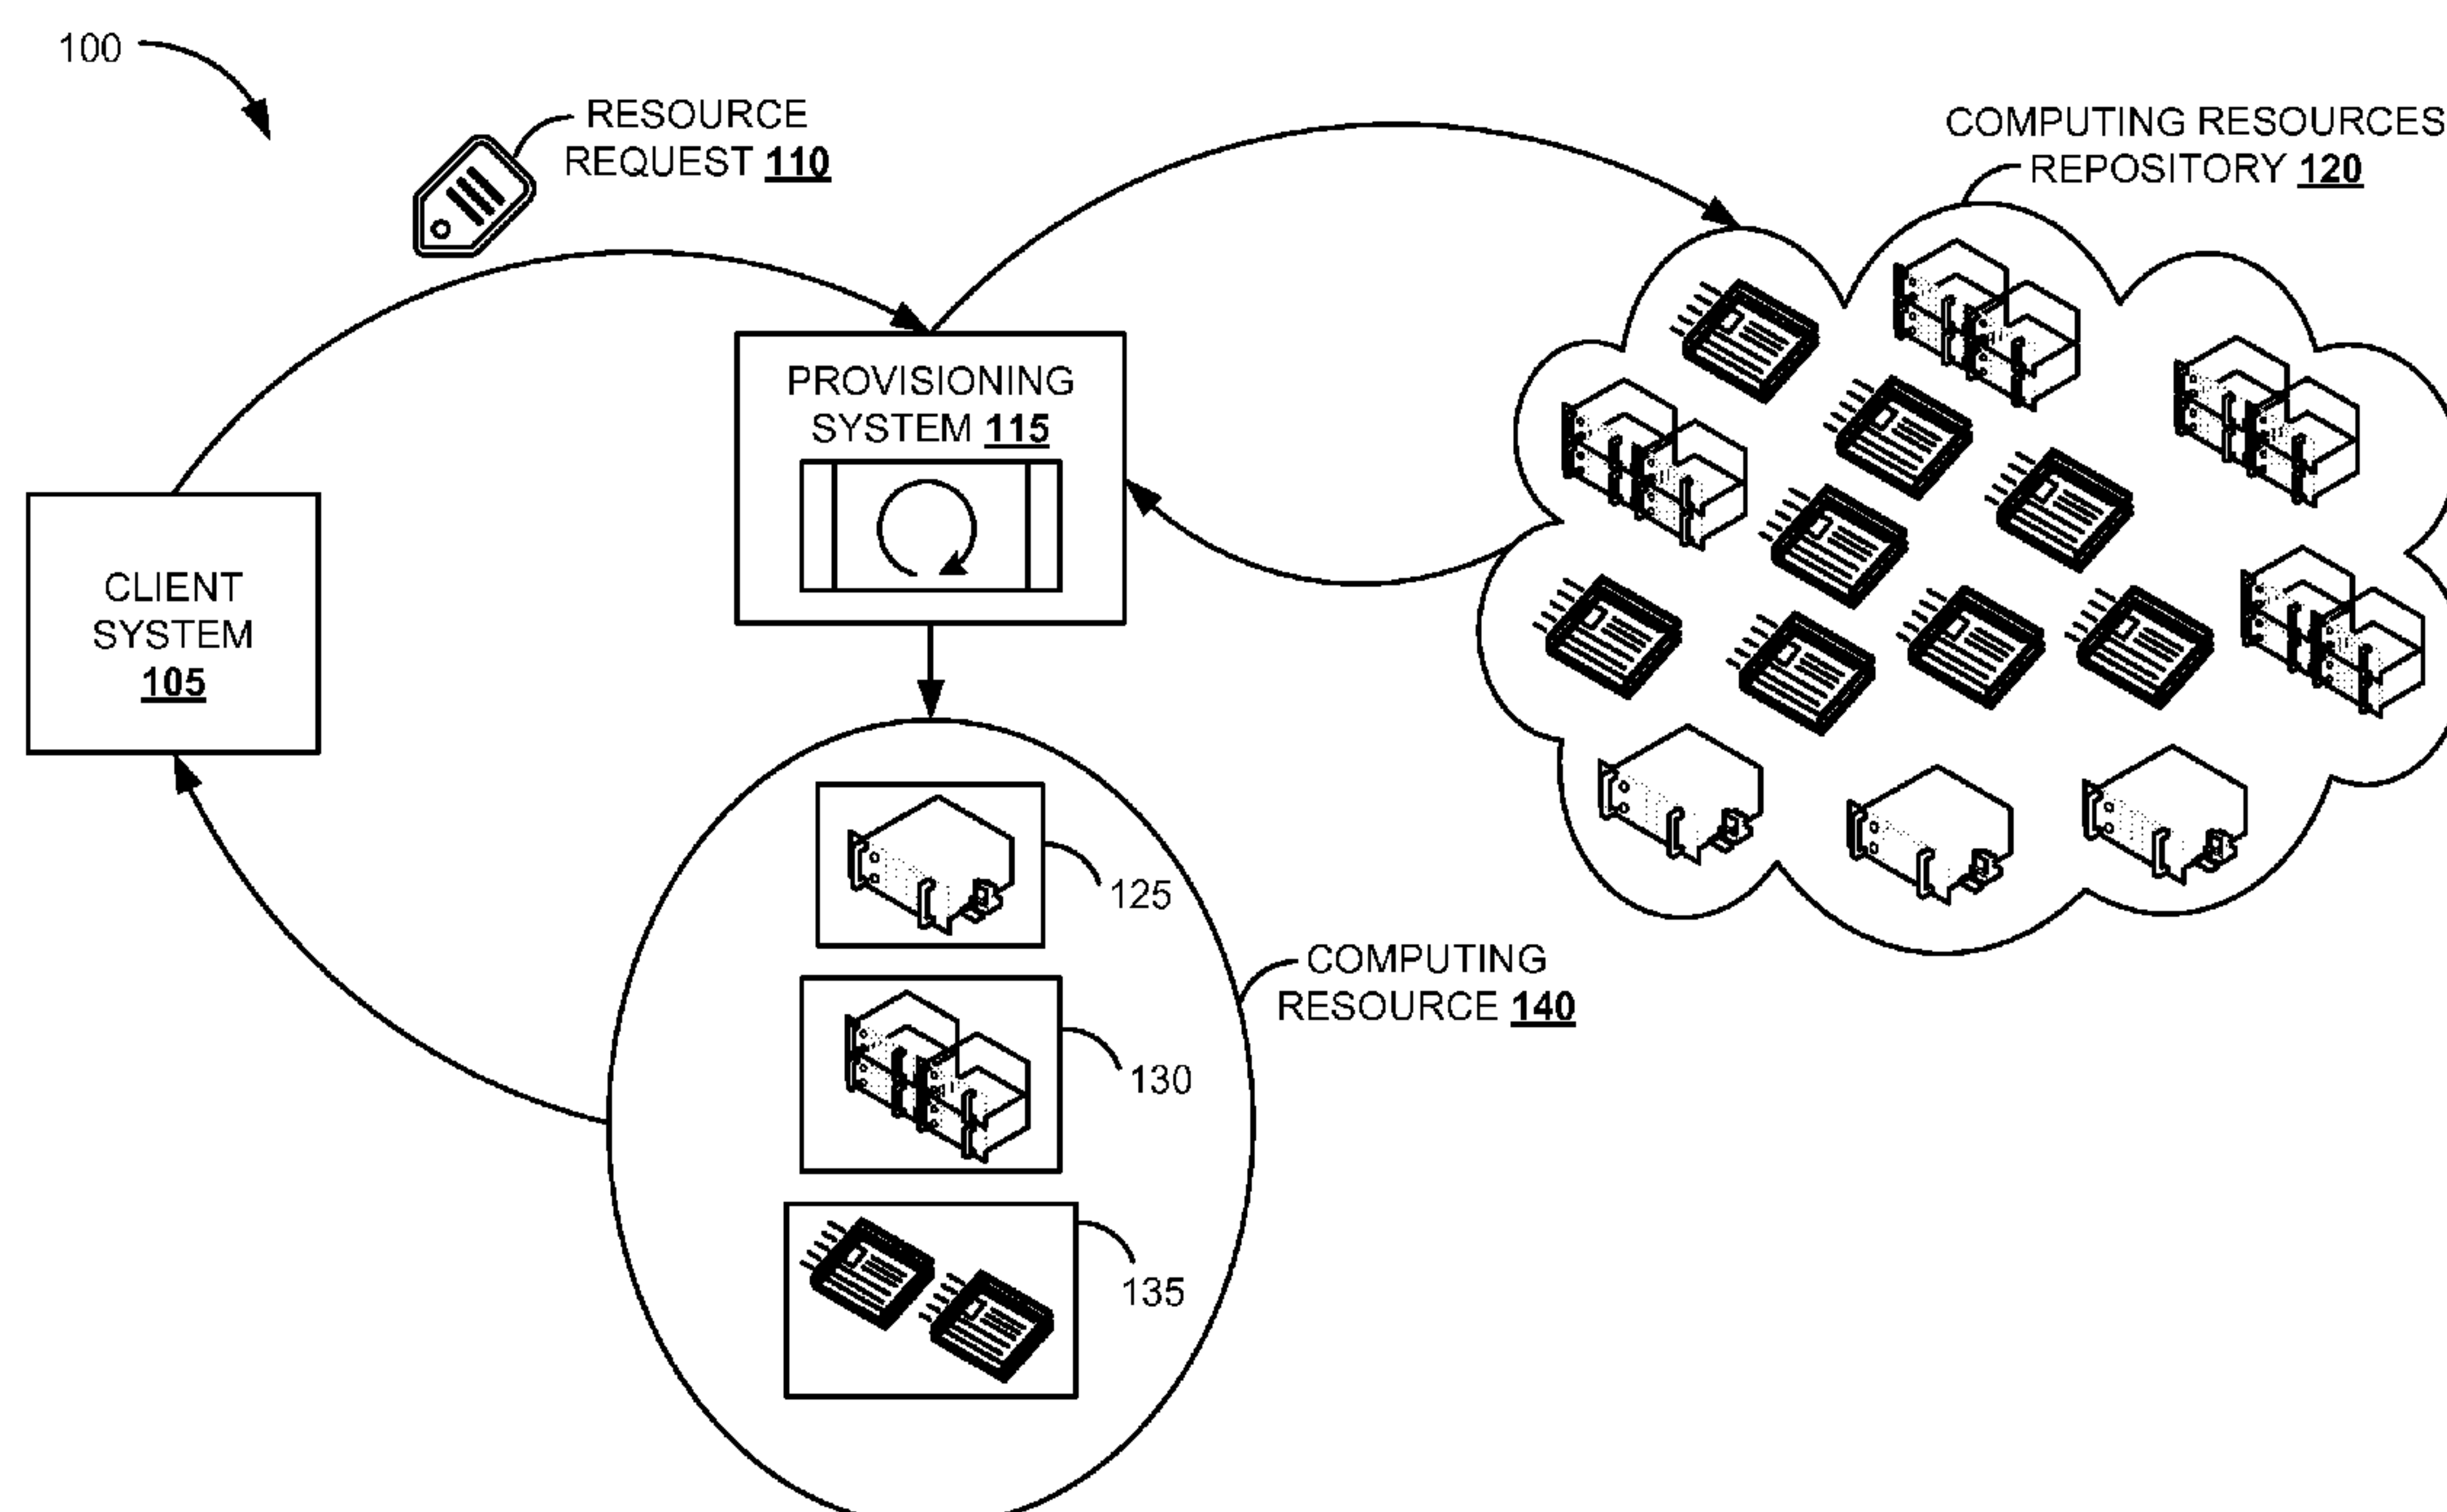 100
RESOURCE
REQUEST 110
COMPUTING RESOURCES
REPOSITORY 120
PROVISIONING
SYSTEM 115
CLIENT
SYSTEM
105
125
COMPUTING
RESOURCE 140
130
135